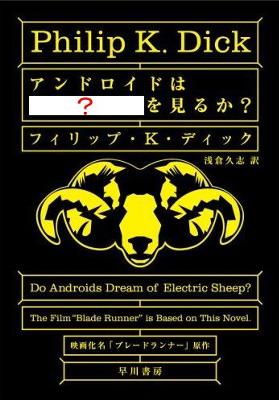 Philip K. Dick
アンドロイドは
?を見るか?
フィリップ・K・ディック
浅倉久志 訳
Do Androids Dream of Electric Sheep?
The Film "Blade Runner" is Based on This Novel.
映画化名「ブレードランナー」原作
早川書房